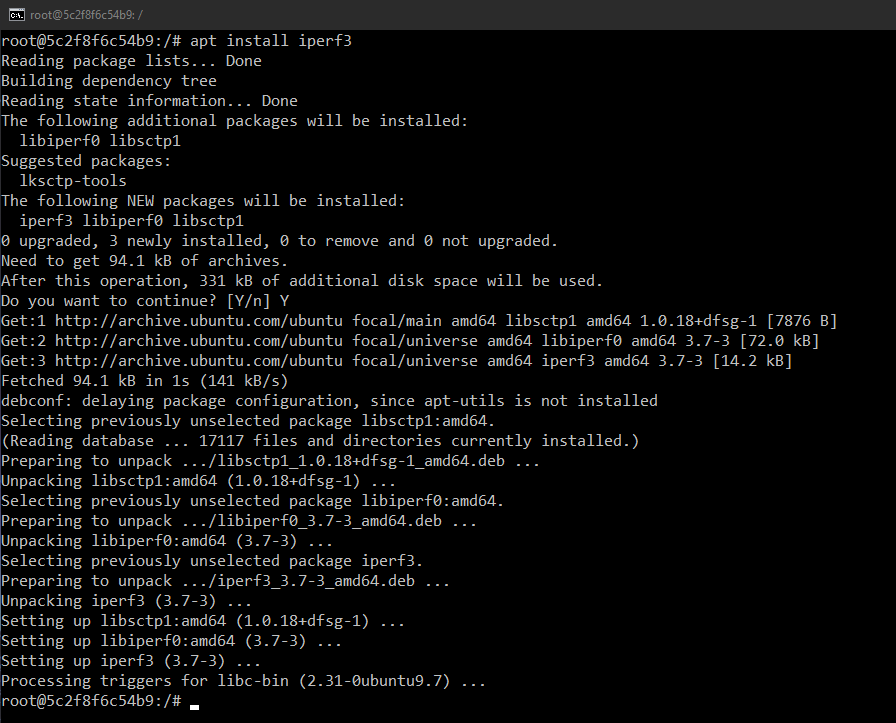 root@5c2f8f6c54b9: /
root@5c2f8f6c54b9:/# apt install iperf3
Reading package lists... Done
Building dependency tree
Reading state information... Done
The following additional packages will be installed:
  libiperf0 libsctp1
Suggested packages:
  lksctp-tools
The following NEW packages will be installed:
  iperf3 libiperf0 libsctp1
0 upgraded, 3 newly installed, 0 to remove and 0 not upgraded.
Need to get 94.1 kB of archives.
After this operation, 331 kB of additional disk space will be used.
Do you want to continue? [Y/n] Y
Get:1 http://archive.ubuntu.com/ubuntu focal/main amd64 libsctp1 amd64 1.0.18+dfsg-1 [7876 B]
Get:2 http://archive.ubuntu.com/ubuntu focal/universe amd64 libiperf0 amd64 3.7-3 [72.0 kB]
Get:3 http://archive.ubuntu.com/ubuntu focal/universe amd64 iperf3 amd64 3.7-3 [14.2 kB]
Fetched 94.1 kB in 1s (141 kB/s)
debconf: delaying package configuration, since apt-utils is not installed
Selecting previously unselected package libsctp1:amd64.
(Reading database ... 17117 files and directories currently installed.)
Preparing to unpack .../libsctp1_1.0.18+dfsg-1_amd64.deb ...
Unpacking libsctp1:amd64 (1.0.18+dfsg-1) ...
Selecting previously unselected package libiperf0:amd64.
Preparing to unpack .../libiperf0_3.7-3_amd64.deb ...
Unpacking libiperf0:amd64 (3.7-3) ...
Selecting previously unselected package iperf3.
Preparing to unpack .../iperf3_3.7-3_amd64.deb ...
Unpacking iperf3 (3.7-3) ...
Setting up libsctp1:amd64 (1.0.18+dfsg-1) ...
Setting up libiperf0:amd64 (3.7-3) ...
Setting up iperf3 (3.7-3) ...
Processing triggers for libc-bin (2.31-0ubuntu9.7) ...
root@5c2f8f6c54b9:/#